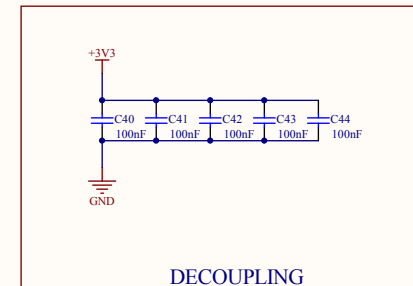 +3V3
C40 C41 C42 C43 C44
100nF 100nF 100nF 100nF 100nF
GND
DECOUPLING